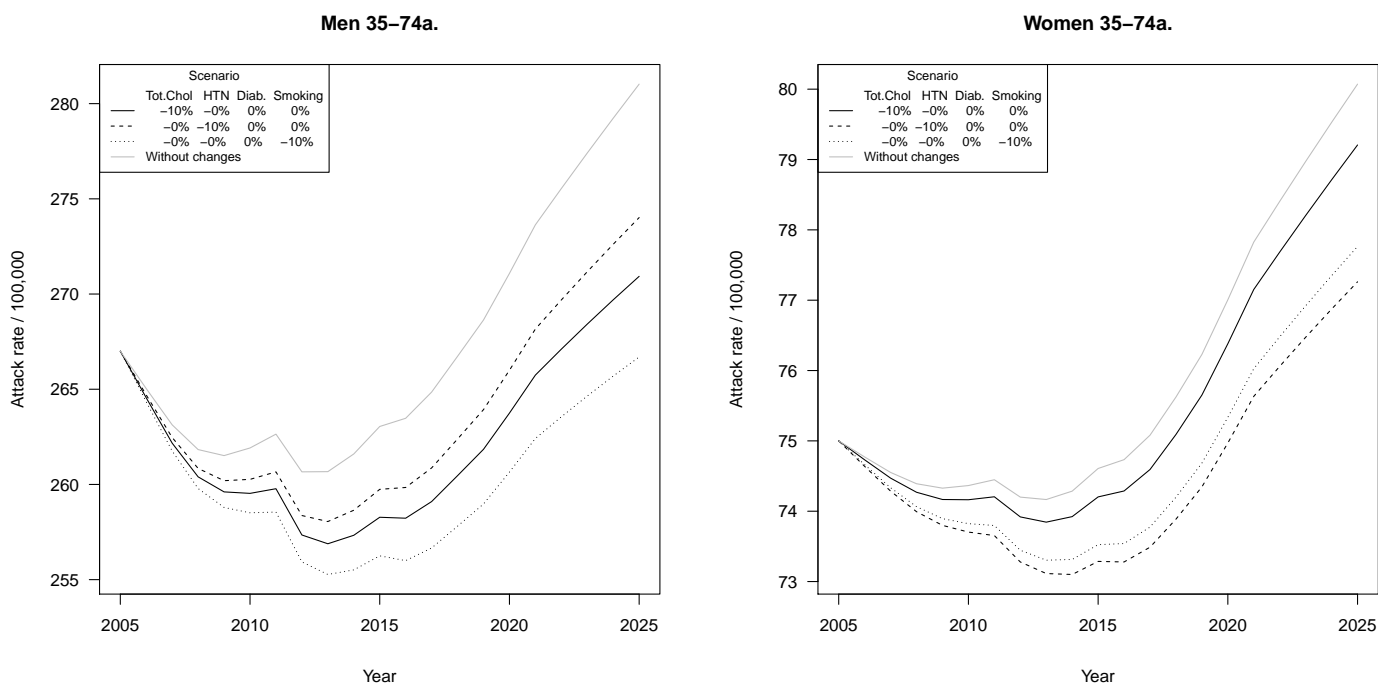 Men 35−74a.
Scenario
Tot.Chol HTN Diab. Smoking
−10% −0% 0% 0%
−0% −10% 0% 0%
−0% −0% 0% −10%
Without changes
280
275
270
265
260
255
Attack rate / 100,000
2005 2010 2015 2020 2025
Year
Women 35−74a.
Scenario
Tot.Chol HTN Diab. Smoking
−10% −0% 0% 0%
−0% −10% 0% 0%
−0% −0% 0% −10%
Without changes
80
79
78
77
76
75
74
73
Attack rate / 100,000
2005 2010 2015 2020 2025
Year